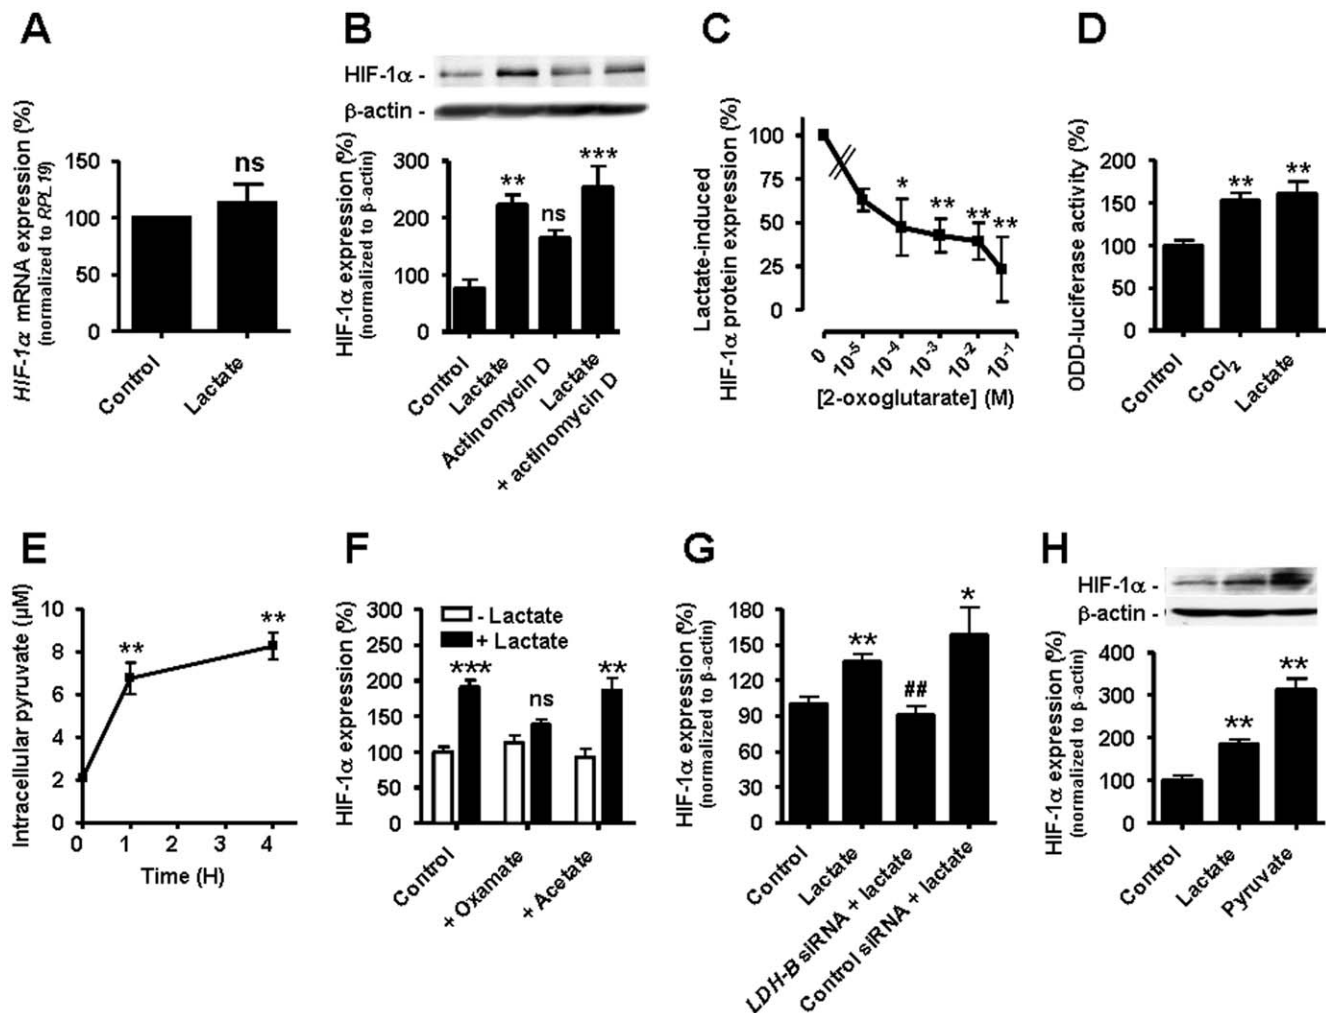 A
HIF-1α mRNA expression (%)
(normalized to RPL19)
150
100
50
0
ns
Control
Lactate
B
HIF-1α -
β-actin -
HIF-1α expression (%)
(normalized to β-actin)
300
200
100
0
**
ns
***
Control
Lactate
Actinomycin D
Lactate
+ actinomycin D
C
Lactate-induced
HIF-1α protein expression (%)
100
75
50
25
0
*
**
**
**
0
10⁻⁵
10⁻⁴
10⁻³
10⁻²
10⁻¹
[2-oxoglutarate] (M)
D
ODD-luciferase activity (%)
200
150
100
50
0
**
**
Control
CoCl₂
Lactate
E
Intracellular pyruvate (µM)
10
8
6
4
2
0
**
**
0 1 2 3 4
Time (H)
F
HIF-1α expression (%)
300
250
200
150
100
50
0
- Lactate
+ Lactate
***
ns
**
Control
+ Oxamate
+ Acetate
G
HIF-1α expression (%)
(normalized to β-actin)
180
150
120
90
60
30
0
**
##
*
Control
Lactate
LDH-B siRNA + lactate
Control siRNA + lactate
H
HIF-1α -
β-actin -
HIF-1α expression (%)
(normalized to β-actin)
400
300
200
100
0
**
**
Control
Lactate
Pyruvate